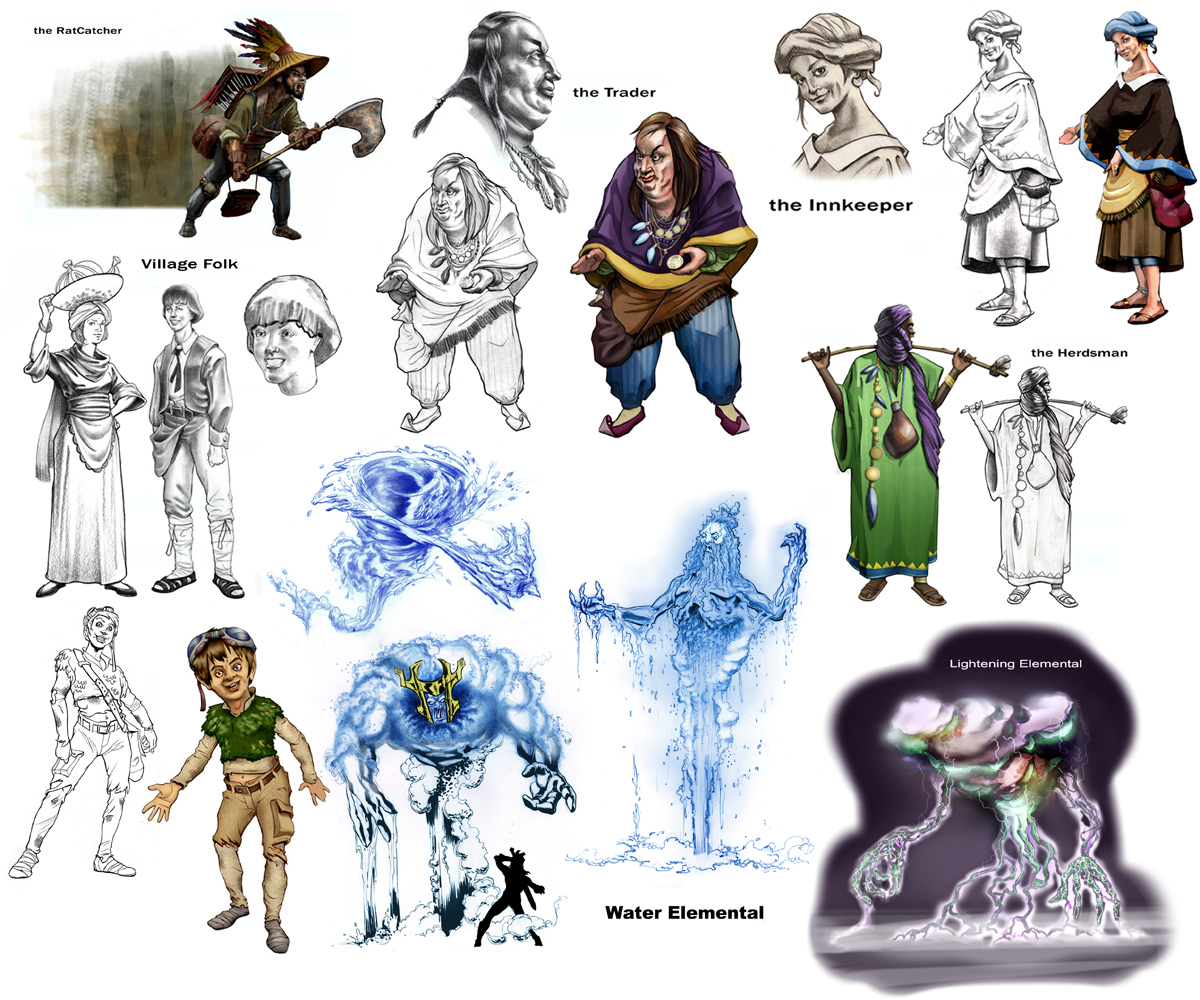 the RatCatcher
the Trader
the Innkeeper
Village Folk
the Herdsman
Lightening Elemental
Water Elemental